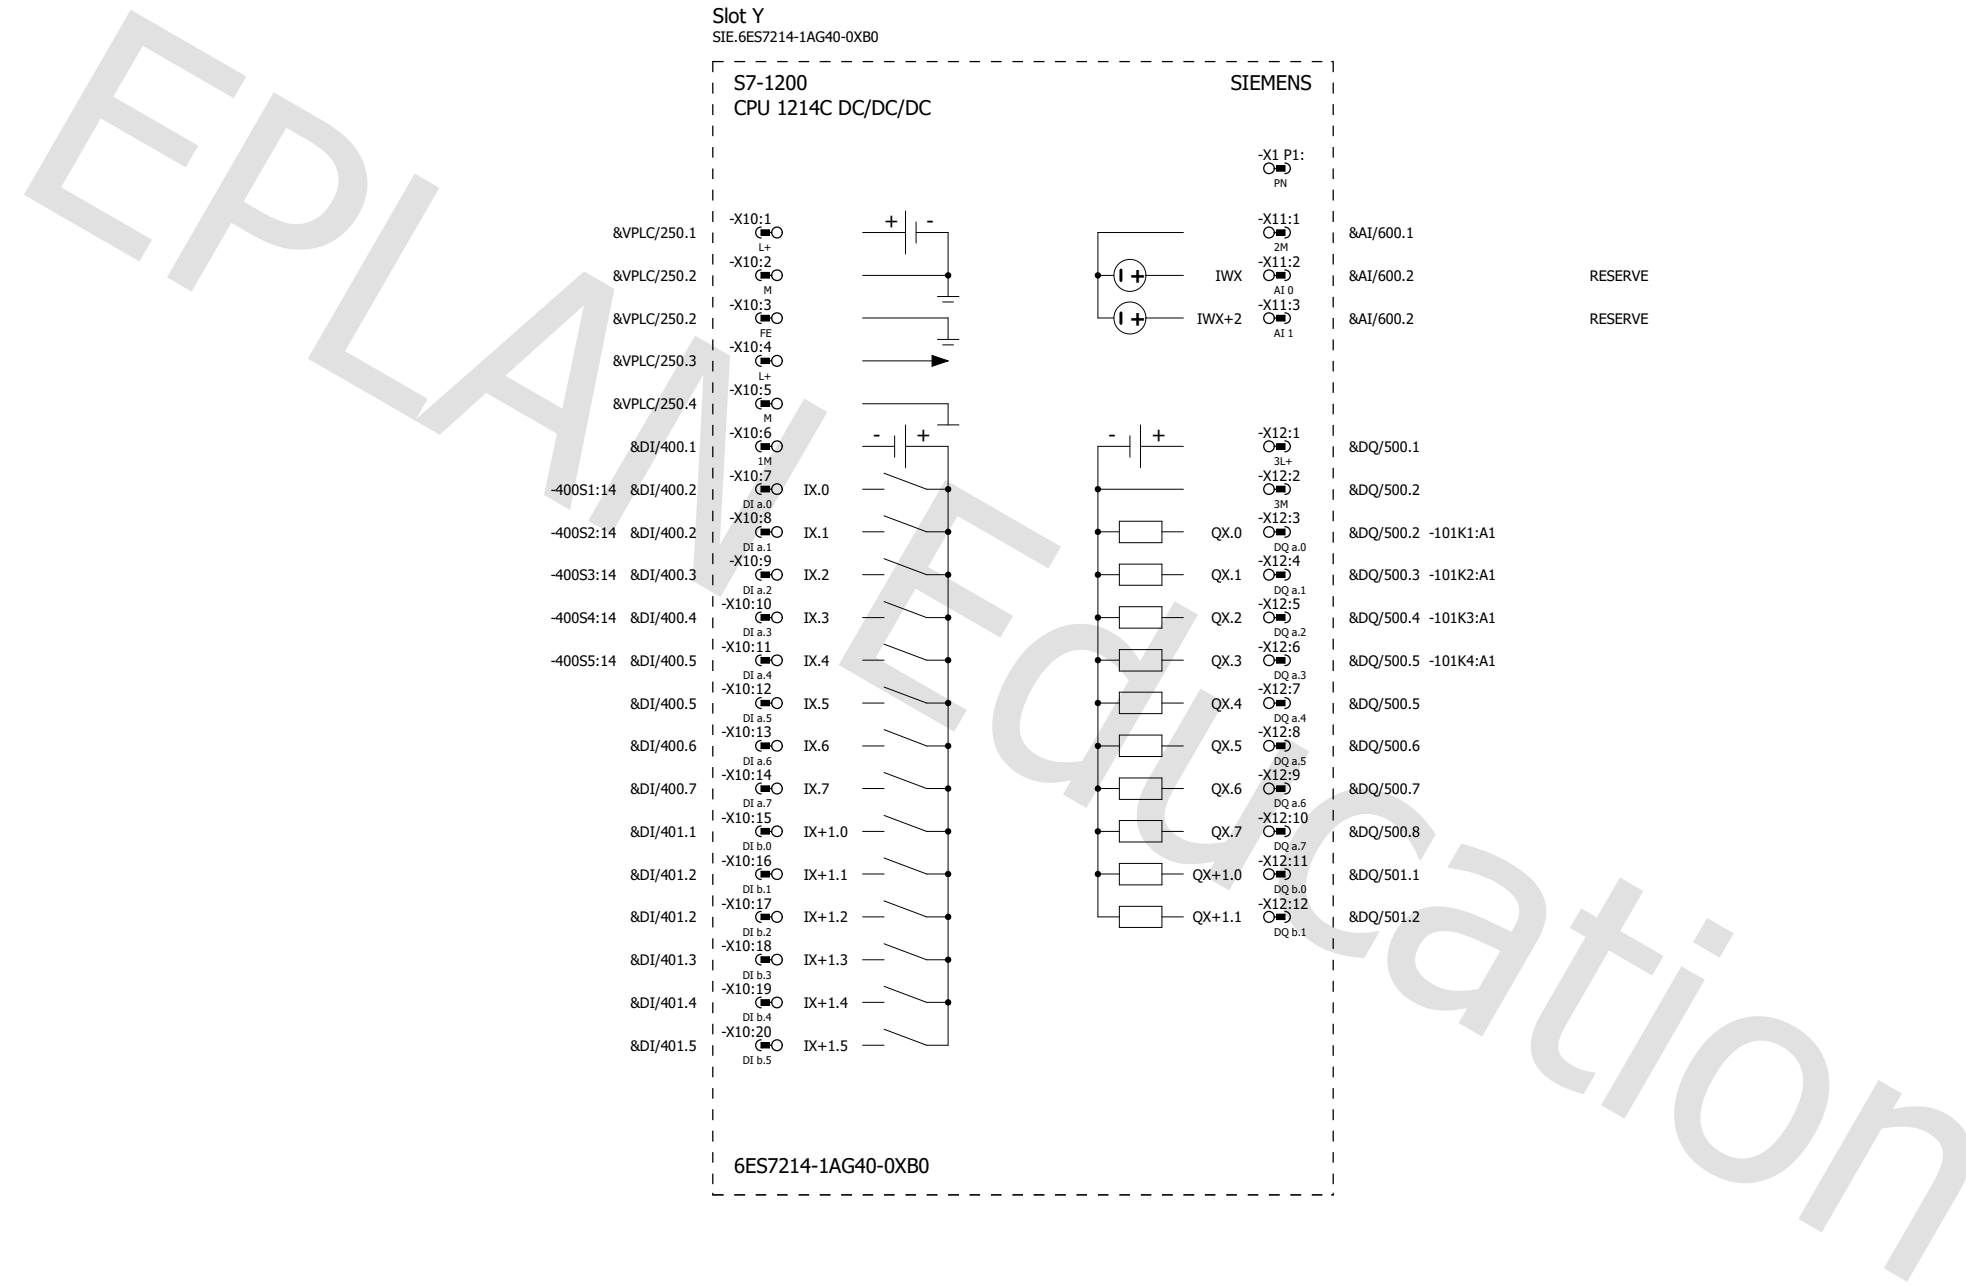 Slot Y
SIE.6ES7214-1AG40-0XB0
S7-1200 SIEMENS
CPU 1214C DC/DC/DC
-X1 P1:
PN
-X10:1 + - -X11:1
&VPLC/250.1 &AI/600.1
L+ 2M
-X10:2 -X11:2
&VPLC/250.2 IWX &AI/600.2 RESERVE
M AI 0
-X10:3 -X11:3
&VPLC/250.2 IWX+2 &AI/600.2 RESERVE
FE AI 1
-X10:4
&VPLC/250.3
L+
-X10:5
&VPLC/250.4
M
-X10:6 - + - + -X12:1
&DI/400.1 &DQ/500.1
1M 3L+
-X10:7 -X12:2
-400S1:14 &DI/400.2 IX.0 &DQ/500.2
DI a.0 3M
-X10:8 -X12:3
-400S2:14 &DI/400.2 IX.1 QX.0 &DQ/500.2 -101K1:A1
DI a.1 DQ a.0
-X10:9 -X12:4
-400S3:14 &DI/400.3 IX.2 QX.1 &DQ/500.3 -101K2:A1
DI a.2 DQ a.1
-X10:10 -X12:5
-400S4:14 &DI/400.4 IX.3 QX.2 &DQ/500.4 -101K3:A1
DI a.3 DQ a.2
-X10:11 -X12:6
-400S5:14 &DI/400.5 IX.4 QX.3 &DQ/500.5 -101K4:A1
DI a.4 DQ a.3
-X10:12 -X12:7
&DI/400.5 IX.5 QX.4 &DQ/500.5
DI a.5 DQ a.4
-X10:13 -X12:8
&DI/400.6 IX.6 QX.5 &DQ/500.6
DI a.6 DQ a.5
-X10:14 -X12:9
&DI/400.7 IX.7 QX.6 &DQ/500.7
DI a.7 DQ a.6
-X10:15 -X12:10
&DI/401.1 IX+1.0 QX.7 &DQ/500.8
DI b.0 DQ a.7
-X10:16 -X12:11
&DI/401.2 IX+1.1 QX+1.0 &DQ/501.1
DI b.1 DQ b.0
-X10:17 -X12:12
&DI/401.2 IX+1.2 QX+1.1 &DQ/501.2
DI b.2 DQ b.1
-X10:18
&DI/401.3 IX+1.3
DI b.3
-X10:19
&DI/401.4 IX+1.4
DI b.4
-X10:20
&DI/401.5 IX+1.5
DI b.5
6ES7214-1AG40-0XB0
EPLAN Education